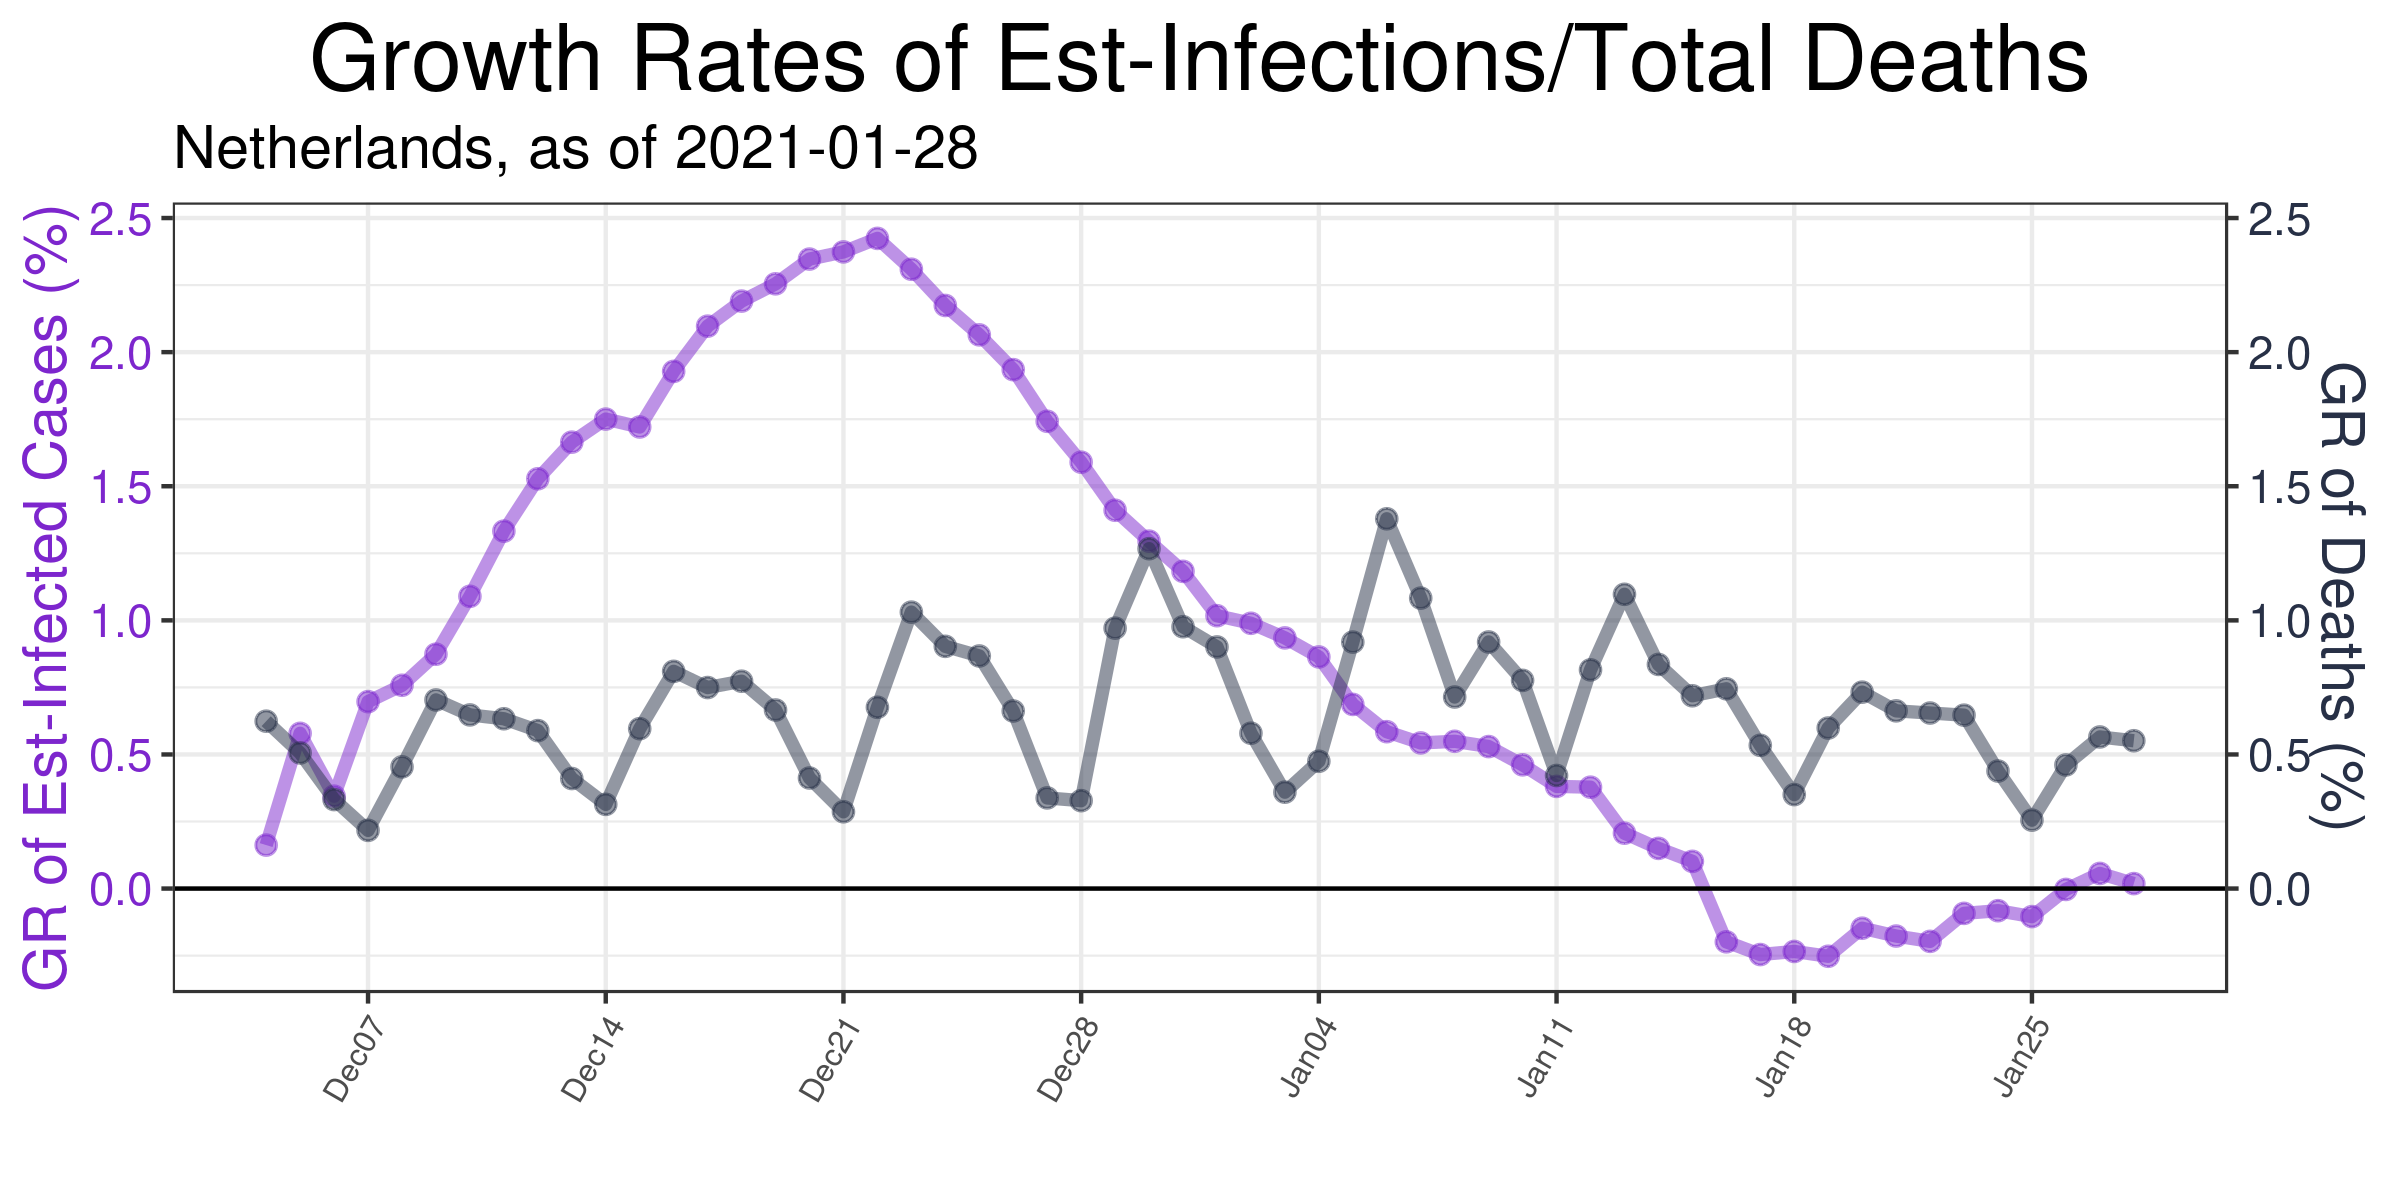 Growth Rates of Est-Infections/Total Deaths
Netherlands, as of 2021-01-28
GR of Est-Infected Cases (%)
2.5
2.0
1.5
1.0
0.5
0.0
2.5
2.0
1.5
1.0
0.5
0.0
GR of Deaths (%)
Dec07
Dec14
Dec21
Dec28
Jan04
Jan11
Jan18
Jan25